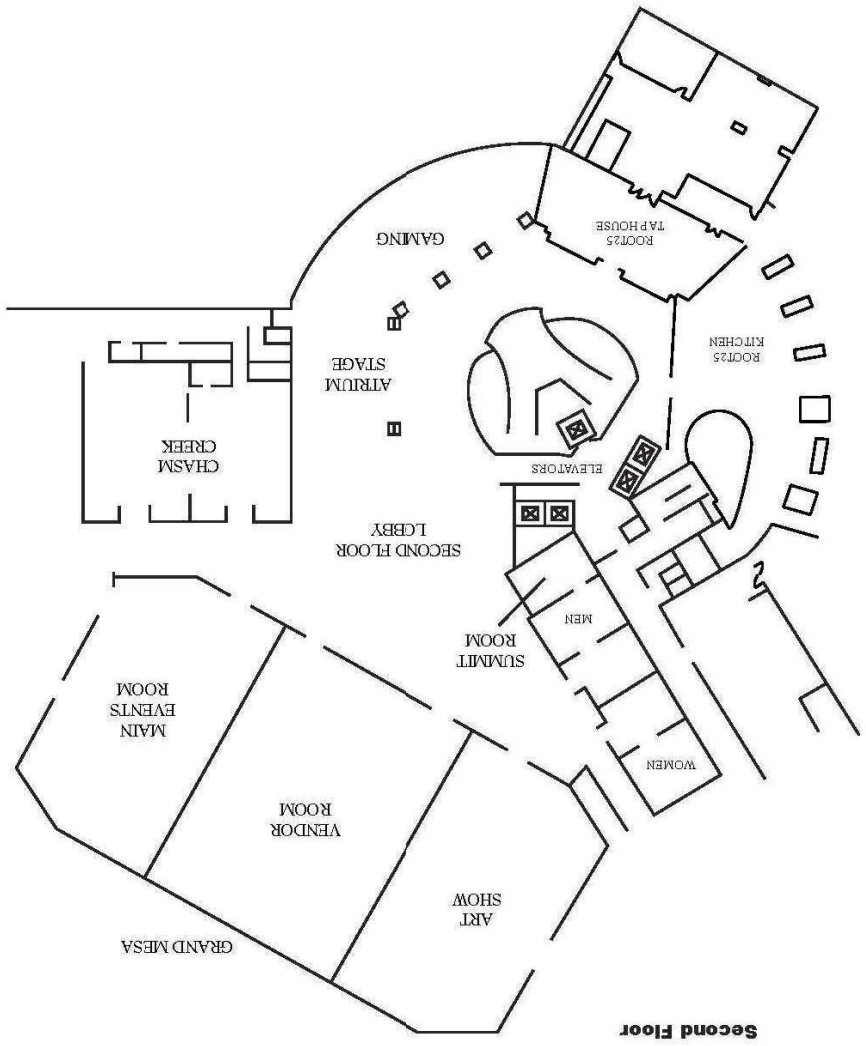 Second Floor
GRAND MESA
ART
SHOW
VENDOR
ROOM
WOMEN
MAIN
EVENTS
ROOM
SUMMIT
ROOM
MEN
SECOND FLOOR
LOBBY
ELEVATORS
CHASM
CREEK
ATRIUM
STAGE
ROOT25
KITCHEN
ROOT25
TAP HOUSE
GAMING